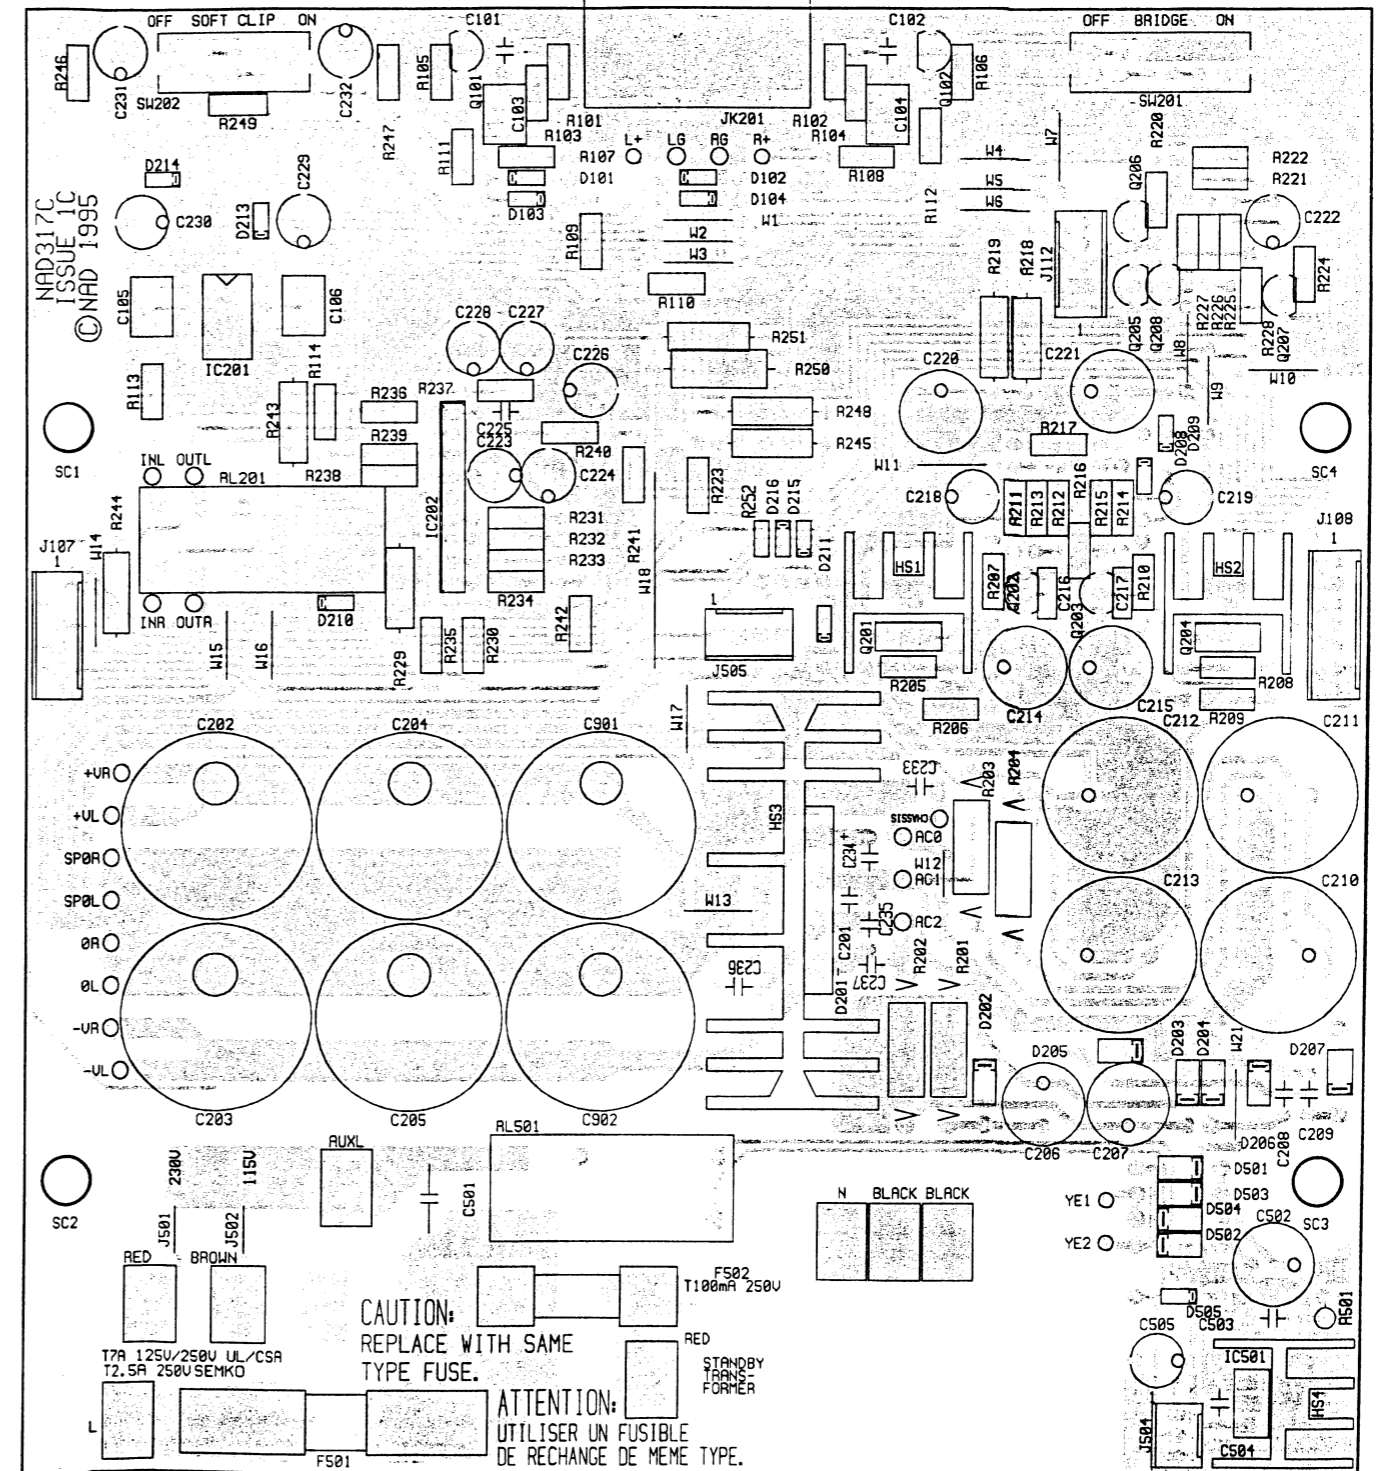 OFF SOFT CLIP ON
C101
C102
OFF BRIDGE ON
R246
C231
SW202
R249
C232
R247
R105
Q101
C103
R101
R103
JK201
R102
R104
C104
Q102
R106
SW201
R220
W7
R111
R107
L+ LG RG R+
R108
R112
W4
W5
W6
Q206
R222
R221
D214
C229
D101
D103
D102
D104
W1
W2
W3
C230
D213
R109
R110
R219
R218
J112
1
C222
R224
NAD317C
ISSUE 1C
©NAD 1995
C105
IC201
C106
C228 C227
C226
R251
R250
C220
C221
Q205
Q208
W8
R227
R226
R225
R228
Q207
W9
W10
R113
R243
R114
R236
R237
R239
R238
C225
C223
R240
C224
R248
R245
R217
D208
D209
SC1
SC4
INL OUTL
RL201
IC202
R223
W11
C218
R216
C219
R244
W14
J107
1
R231
R232
R233
R234
R241
W18
R252
D216
D215
D211
R211
R213
R212
R215
R214
HS1
HS2
J108
1
R207
Q202
C216
Q203
C217
R210
INR OUTR
D210
W15
W16
R229
R235
R230
R242
1
J505
Q201
R205
R206
Q204
R208
R209
C214
C215
C212
C211
C202
C204
C901
W17
HS3
C233
R203
R204
CHASSIS
AC0
W12
AC1
AC2
C234
+
C235
C201
C237
D201
-
+VR
+VL
SP0R
SP0L
0R
0L
-VR
-VL
W13
C236
R202
R201
C213
C210
D202
D205
D203
D204
W21
D207
C203
C205
C902
C206
C207
D206
C208
C209
RL501
AUXL
230V
115V
C501
SC2
J501
J502
N BLACK BLACK
YE1
YE2
D501
D503
D504
D502
C502
SC3
RED
BROWN
F502
T100mA 250V
D505
C503
R501
C505
IC501
HS4
J504
C504
CAUTION:
REPLACE WITH SAME
TYPE FUSE.
RED
STANDBY
TRANS-
FORMER
T7A 125V/250V UL/CSA
T2.5A 250V SEMKO
L
F501
ATTENTION:
UTILISER UN FUSIBLE
DE RECHANGE DE MEME TYPE.